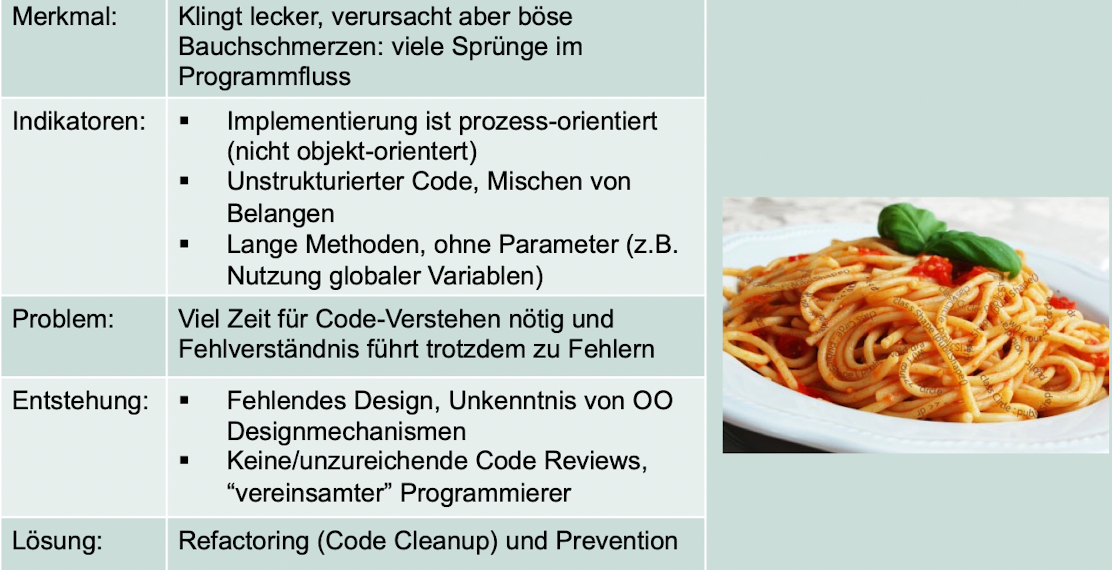 Merkmal:
Klingt lecker, verursacht aber böse
Bauchschmerzen: viele Sprünge im
Programmfluss
Indikatoren:
▪ Implementierung ist prozess-orientiert
(nicht objekt-orientert)
▪ Unstrukturierter Code, Mischen von
Belangen
▪ Lange Methoden, ohne Parameter (z.B.
Nutzung globaler Variablen)
Problem:
Viel Zeit für Code-Verstehen nötig und
Fehlverständnis führt trotzdem zu Fehlern
Entstehung:
▪ Fehlendes Design, Unkenntnis von OO
Designmechanismen
▪ Keine/unzureichende Code Reviews,
“vereinsamter” Programmierer
Lösung:
Refactoring (Code Cleanup) und Prevention